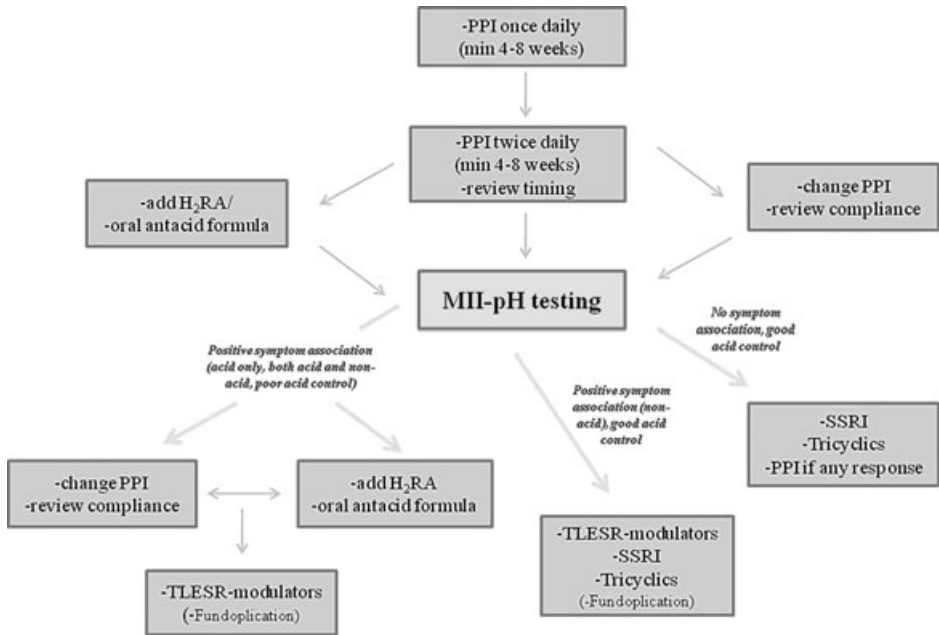 -PPI once daily
(min 4-8 weeks)
-PPI twice daily
(min 4-8 weeks)
-review timing
-add H₂RA/
-oral antacid formula
-change PPI
-review compliance
MII-pH testing
No symptom
association, good
acid control
Positive symptom association
(acid only, both acid and non-
acid, poor acid control)
Positive symptom
association (non-
acid), good acid
control
-SSRI
-Tricyclics
-PPI if any response
-change PPI
-review compliance
-add H₂RA
-oral antacid formula
-TLESR-modulators
-SSRI
-Tricyclics
(-Fundoplication)
-TLESR-modulators
(-Fundoplication)